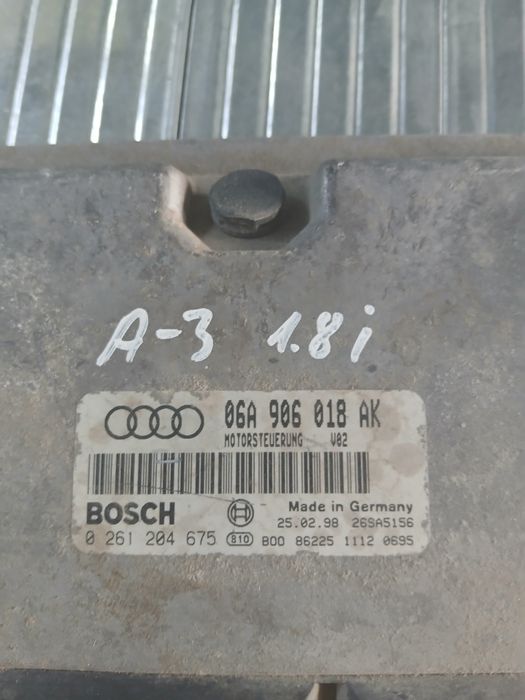 A-3 1.8i
06A 906 018 AK
MOTORSTEUERUNG V02
BOSCH
Made in Germany
25.02.98 26SA5156
0 261 204 675 810 B00 86225 1112 0695